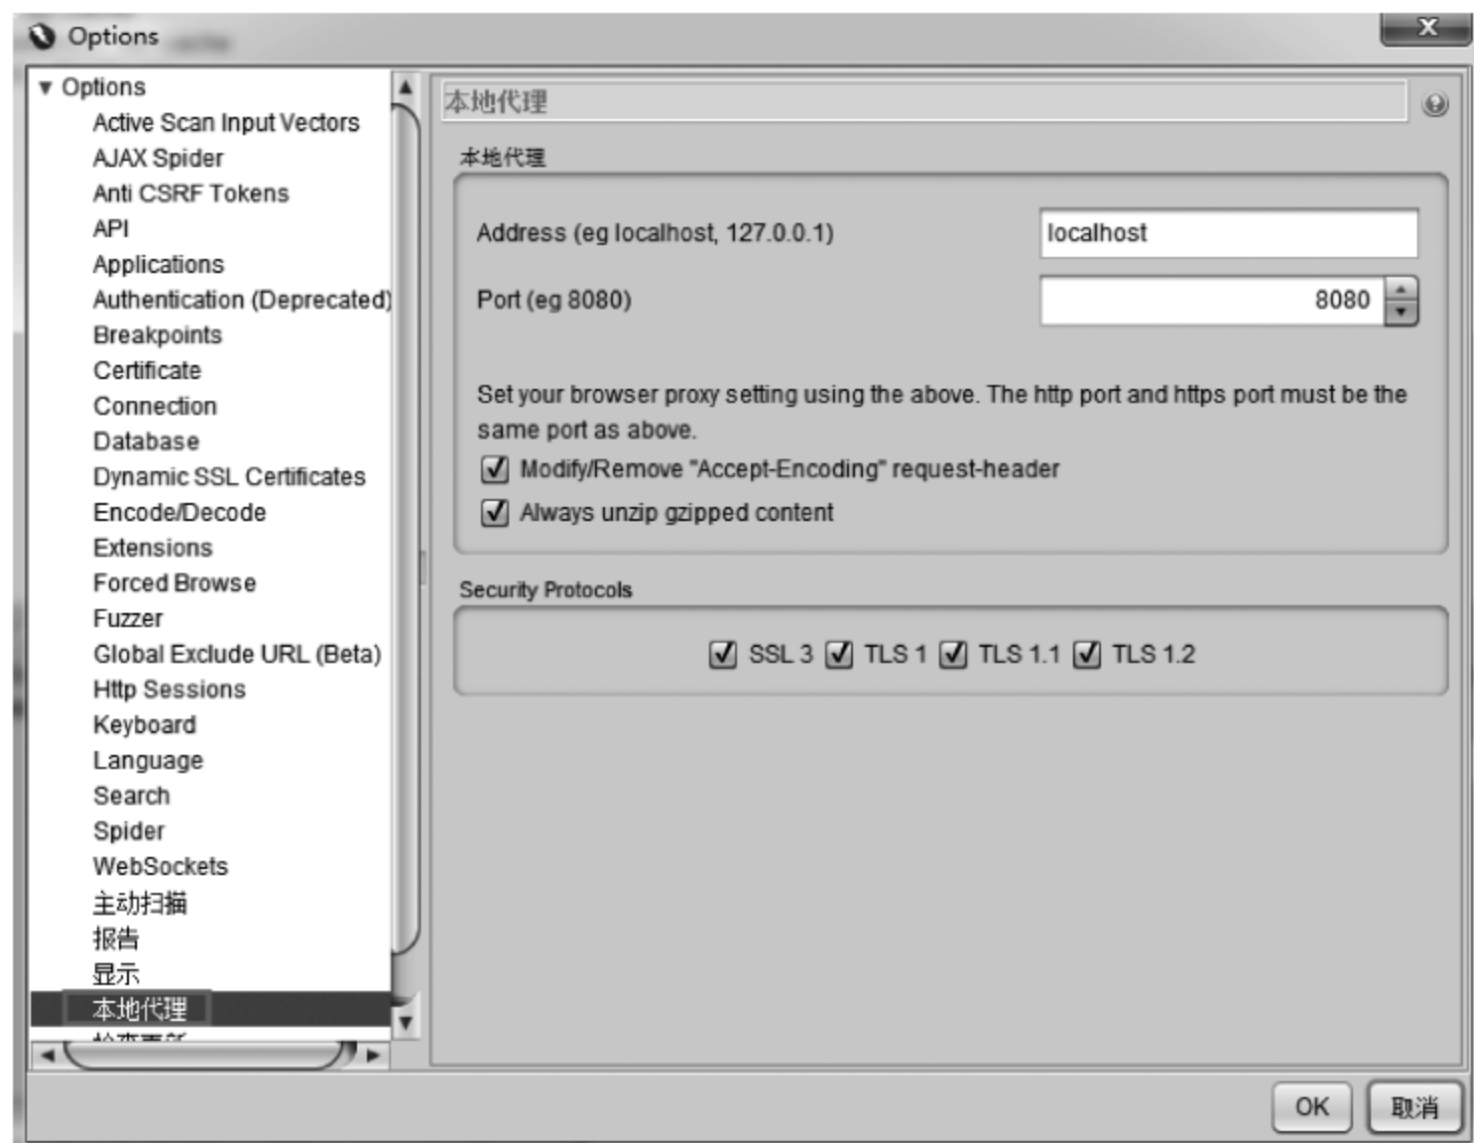 Options
Options
Active Scan Input Vectors
AJAX Spider
Anti CSRF Tokens
API
Applications
Authentication (Deprecated)
Breakpoints
Certificate
Connection
Database
Dynamic SSL Certificates
Encode/Decode
Extensions
Forced Browse
Fuzzer
Global Exclude URL (Beta)
Http Sessions
Keyboard
Language
Search
Spider
WebSockets
主动扫描
报告
显示
本地代理
本地代理
本地代理
Address (eg localhost, 127.0.0.1)
localhost
Port (eg 8080)
8080
Set your browser proxy setting using the above. The http port and https port must be the
same port as above.
Modify/Remove "Accept-Encoding" request-header
Always unzip gzipped content
Security Protocols
SSL 3 TLS 1 TLS 1.1 TLS 1.2
OK 取消